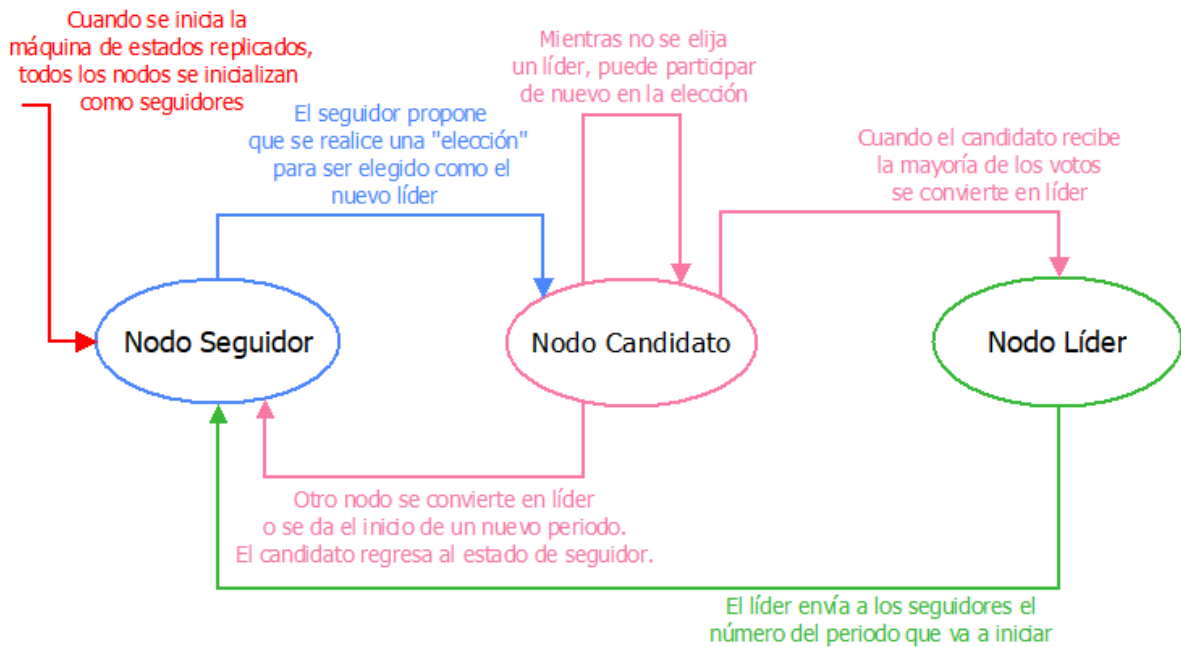 Cuando se inicia la
máquina de estados replicados,
todos los nodos se inicializan
como seguidores
El seguidor propone
que se realice una "elección"
para ser elegido como el
nuevo líder
Mientras no se elija
un líder, puede participar
de nuevo en la elección
Cuando el candidato recibe
la mayoría de los votos
se convierte en líder
Nodo Seguidor
Nodo Candidato
Nodo Líder
Otro nodo se convierte en líder
o se da el inicio de un nuevo periodo.
El candidato regresa al estado de seguidor.
El líder envía a los seguidores el
número del periodo que va a iniciar